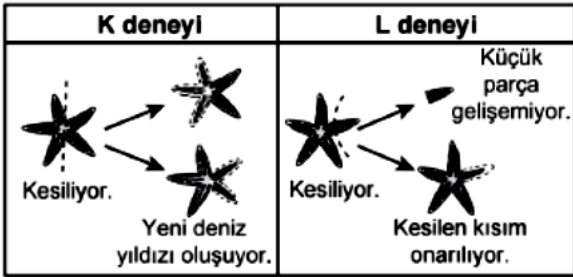 K deneyi
L deneyi
Kesiliyor.
Yeni deniz
yıldızı oluşuyor.
Küçük
parça
gelişemiyor.
Kesiliyor.
Kesilen kısım
onarılıyor.